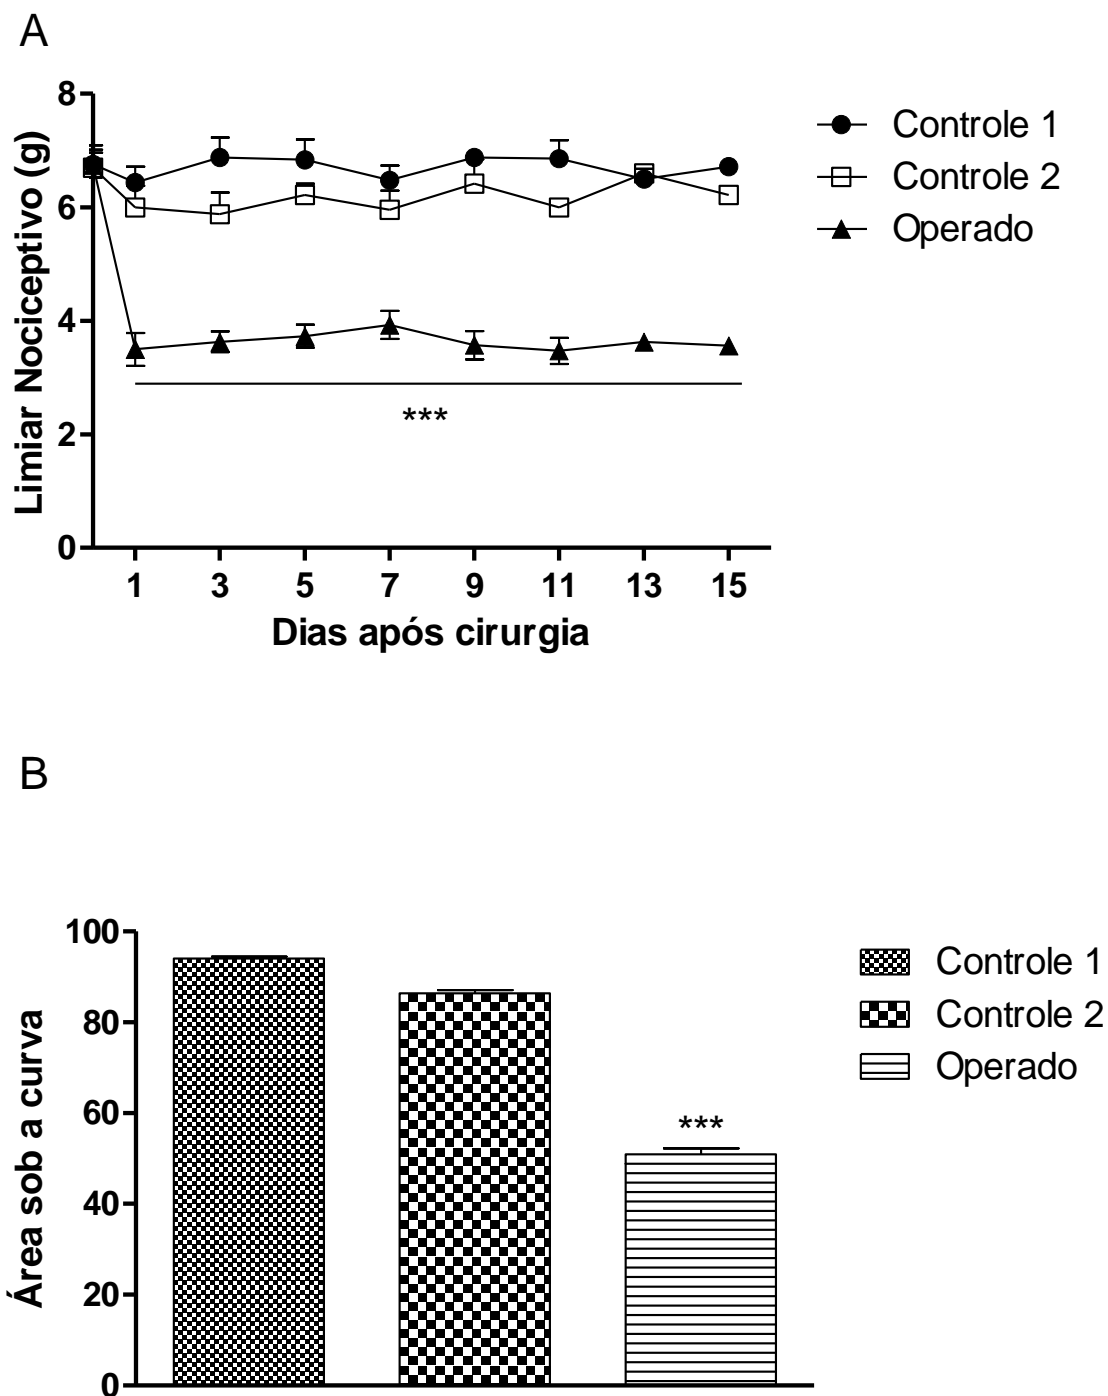 A
8
6
4
2
0
Limiar Nociceptivo (g)
1 3 5 7 9 11 13 15
Dias após cirurgia
***
Controle 1
Controle 2
Operado
B
100
80
60
40
20
0
Área sob a curva
***
Controle 1
Controle 2
Operado